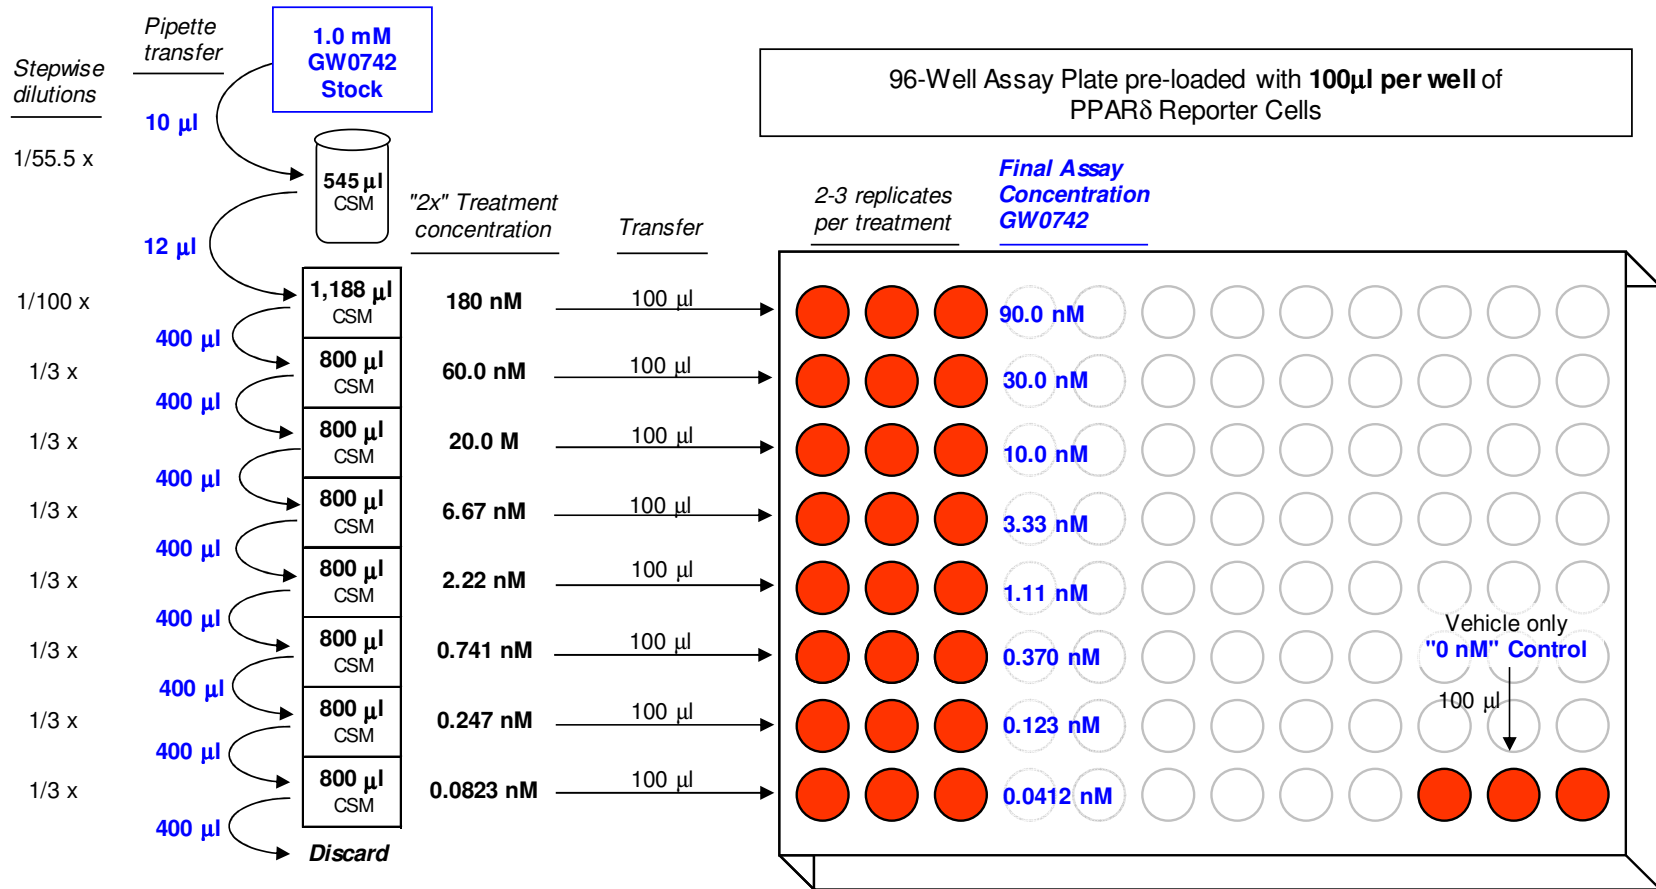 Stepwise
dilutions
Pipette
transfer
1.0 mM
GW0742
Stock
96-Well Assay Plate pre-loaded with 100μl per well of
PPARδ Reporter Cells
10 μl
1/55.5 x
545 μl
CSM
12 μl
"2x" Treatment
concentration
Transfer
2-3 replicates
per treatment
Final Assay
Concentration
GW0742
1/100 x
1,188 μl
CSM
180 nM
100 μl
90.0 nM
400 μl
1/3 x
800 μl
CSM
60.0 nM
100 μl
30.0 nM
400 μl
1/3 x
800 μl
CSM
20.0 M
100 μl
10.0 nM
400 μl
1/3 x
800 μl
CSM
6.67 nM
100 μl
3.33 nM
400 μl
1/3 x
800 μl
CSM
2.22 nM
100 μl
1.11 nM
400 μl
1/3 x
800 μl
CSM
0.741 nM
100 μl
0.370 nM
Vehicle only
"0 nM" Control
100 μl
400 μl
1/3 x
800 μl
CSM
0.247 nM
100 μl
0.123 nM
400 μl
1/3 x
800 μl
CSM
0.0823 nM
100 μl
0.0412 nM
400 μl
Discard